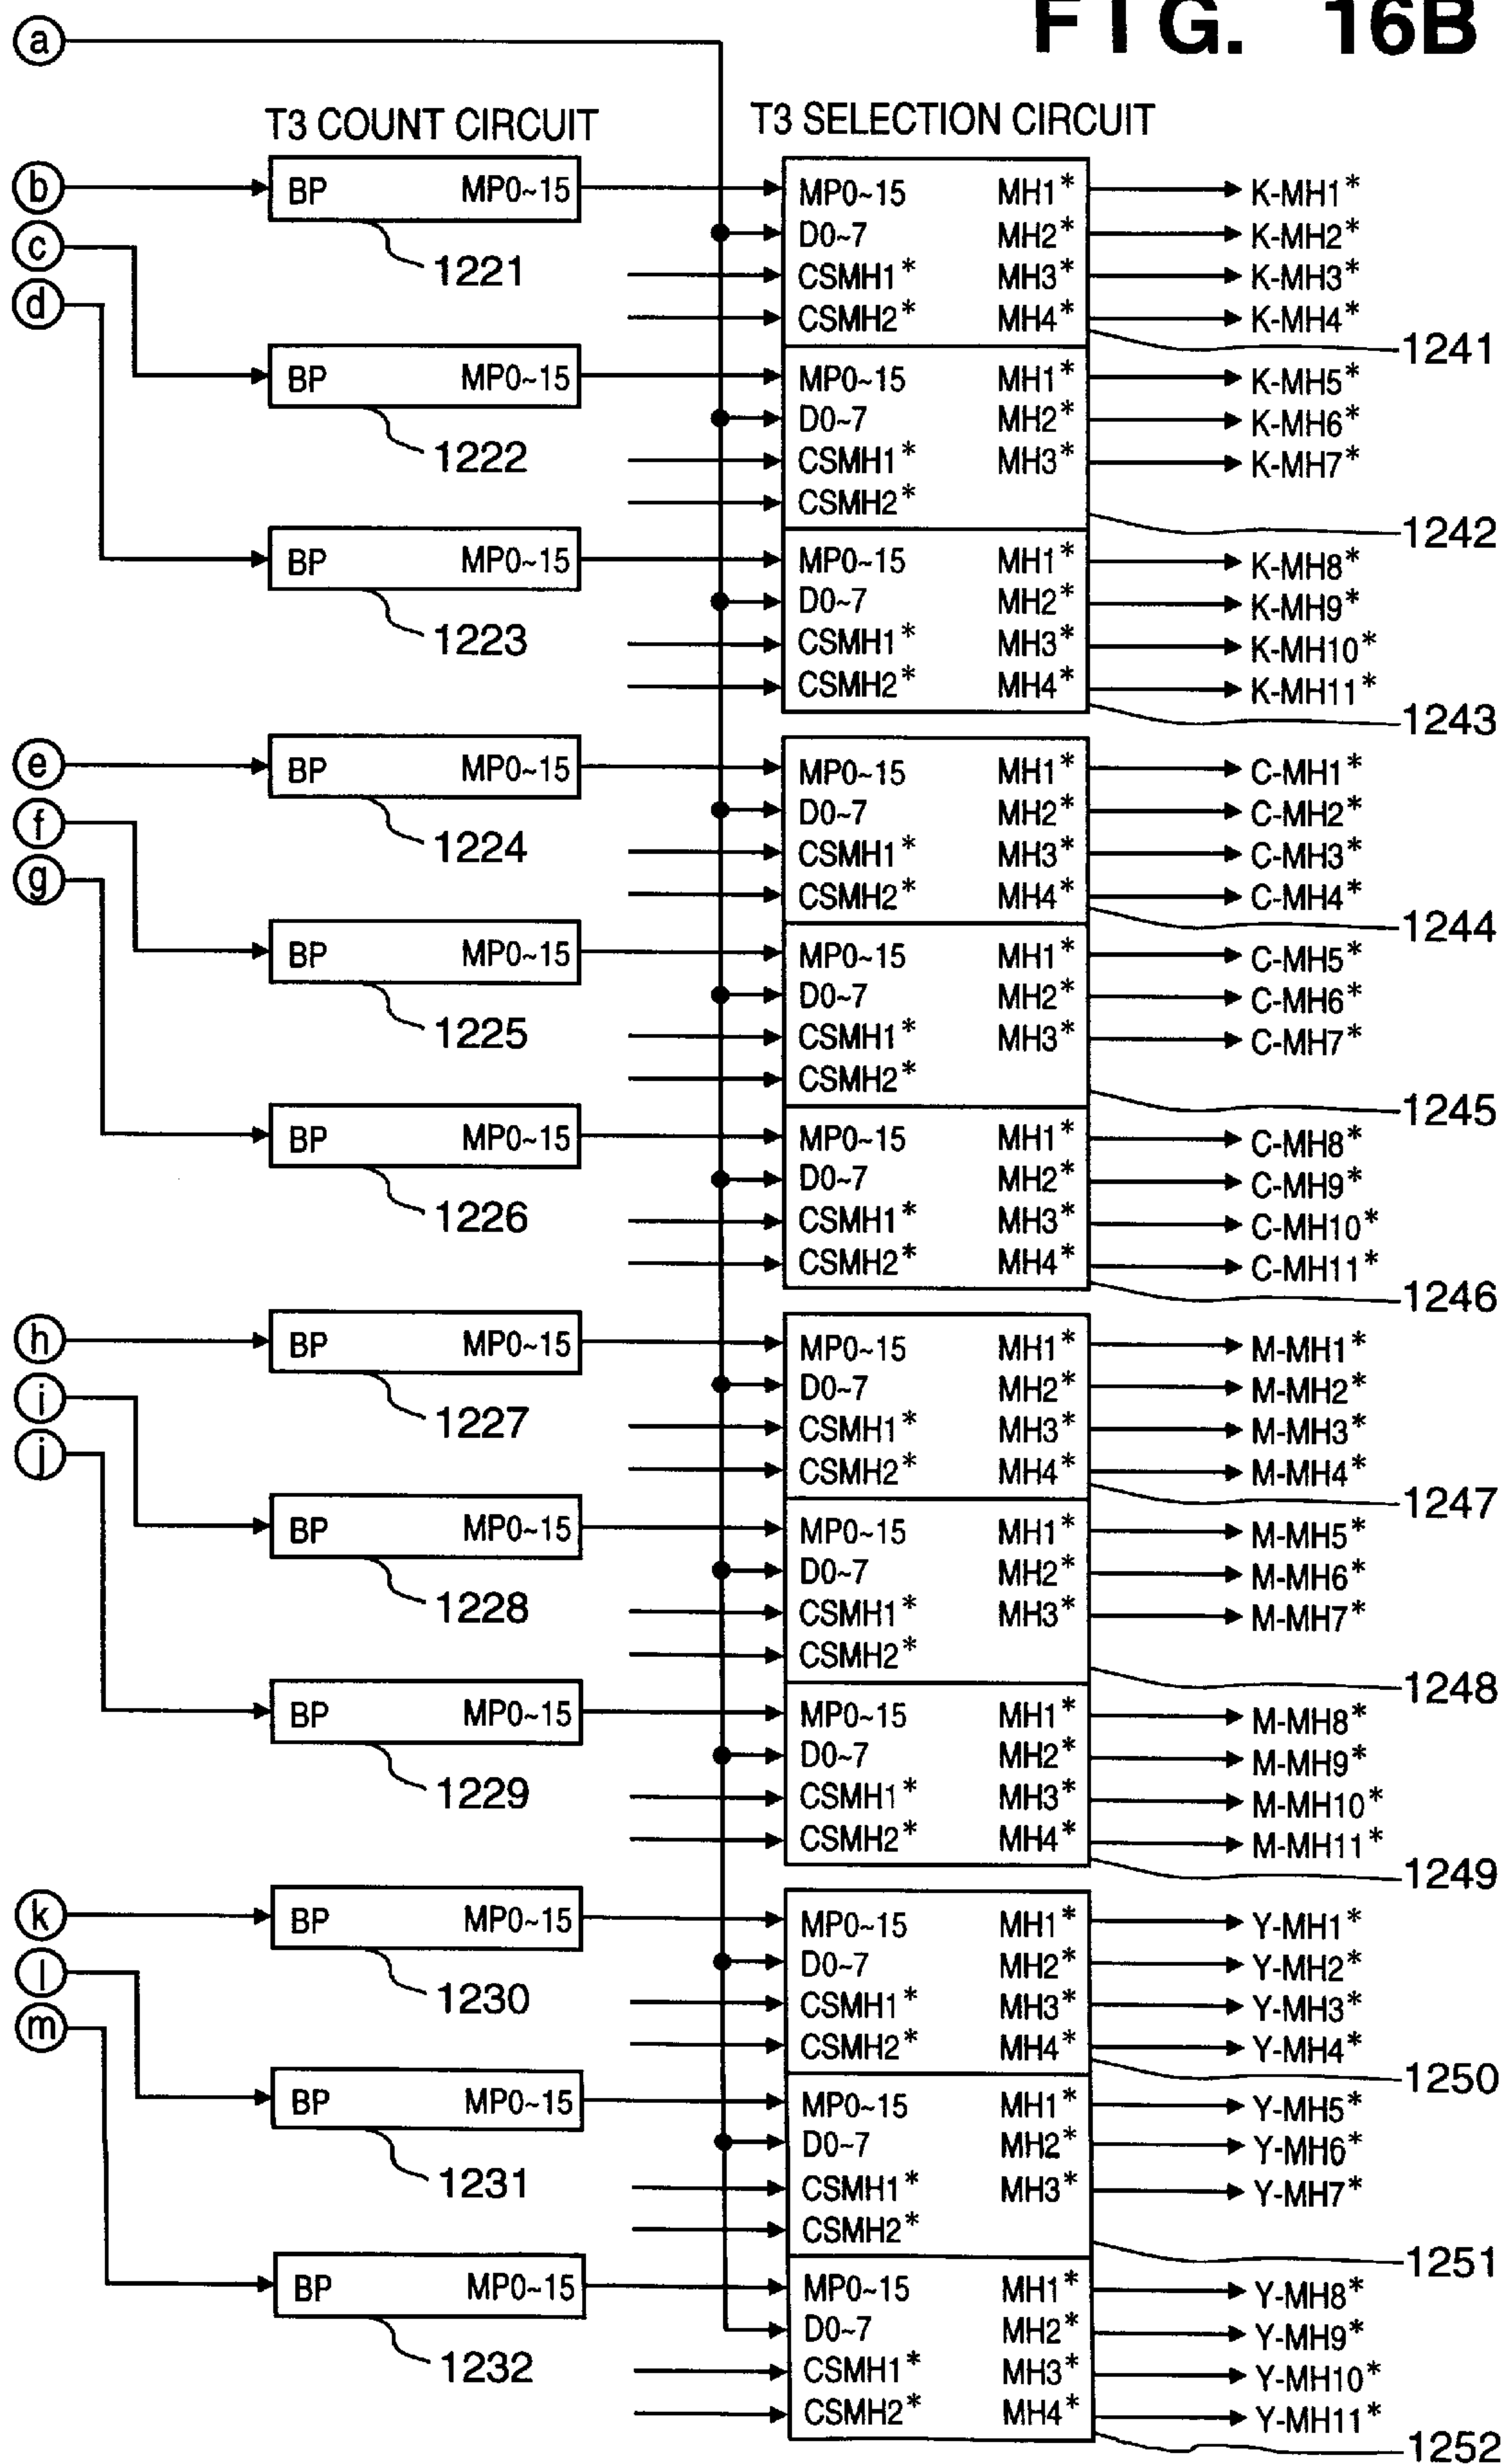 FIG. 16B
a
T3 COUNT CIRCUIT T3 SELECTION CIRCUIT
b BP MP0~15 MP0~15 MH1* K-MH1*
c D0~7 MH2* K-MH2*
1221 CSMH1* MH3* K-MH3*
d CSMH2* MH4* K-MH4*
1241
BP MP0~15 MP0~15 MH1* K-MH5*
D0~7 MH2* K-MH6*
1222 CSMH1* MH3* K-MH7*
CSMH2*
1242
BP MP0~15 MP0~15 MH1* K-MH8*
D0~7 MH2* K-MH9*
1223 CSMH1* MH3* K-MH10*
CSMH2* MH4* K-MH11*
1243
e BP MP0~15 MP0~15 MH1* C-MH1*
f D0~7 MH2* C-MH2*
1224 CSMH1* MH3* C-MH3*
g CSMH2* MH4* C-MH4*
1244
BP MP0~15 MP0~15 MH1* C-MH5*
D0~7 MH2* C-MH6*
1225 CSMH1* MH3* C-MH7*
CSMH2*
1245
BP MP0~15 MP0~15 MH1* C-MH8*
D0~7 MH2* C-MH9*
1226 CSMH1* MH3* C-MH10*
CSMH2* MH4* C-MH11*
1246
h BP MP0~15 MP0~15 MH1* M-MH1*
i D0~7 MH2* M-MH2*
1227 CSMH1* MH3* M-MH3*
j CSMH2* MH4* M-MH4*
1247
BP MP0~15 MP0~15 MH1* M-MH5*
D0~7 MH2* M-MH6*
1228 CSMH1* MH3* M-MH7*
CSMH2*
1248
BP MP0~15 MP0~15 MH1* M-MH8*
D0~7 MH2* M-MH9*
1229 CSMH1* MH3* M-MH10*
CSMH2* MH4* M-MH11*
1249
k BP MP0~15 MP0~15 MH1* Y-MH1*
l D0~7 MH2* Y-MH2*
1230 CSMH1* MH3* Y-MH3*
m CSMH2* MH4* Y-MH4*
1250
BP MP0~15 MP0~15 MH1* Y-MH5*
D0~7 MH2* Y-MH6*
1231 CSMH1* MH3* Y-MH7*
CSMH2*
1251
BP MP0~15 MP0~15 MH1* Y-MH8*
D0~7 MH2* Y-MH9*
1232 CSMH1* MH3* Y-MH10*
CSMH2* MH4* Y-MH11*
1252